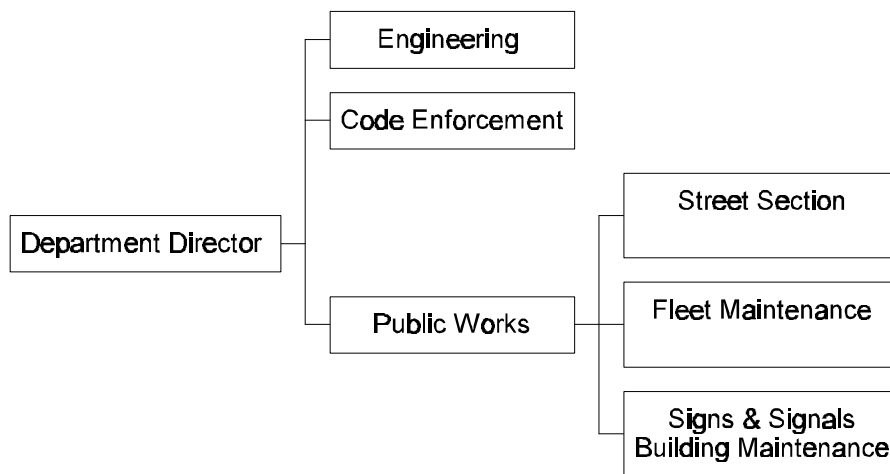 Engineering
Code Enforcement
Department Director
Public Works
Street Section
Fleet Maintenance
Signs & Signals
Building Maintenance